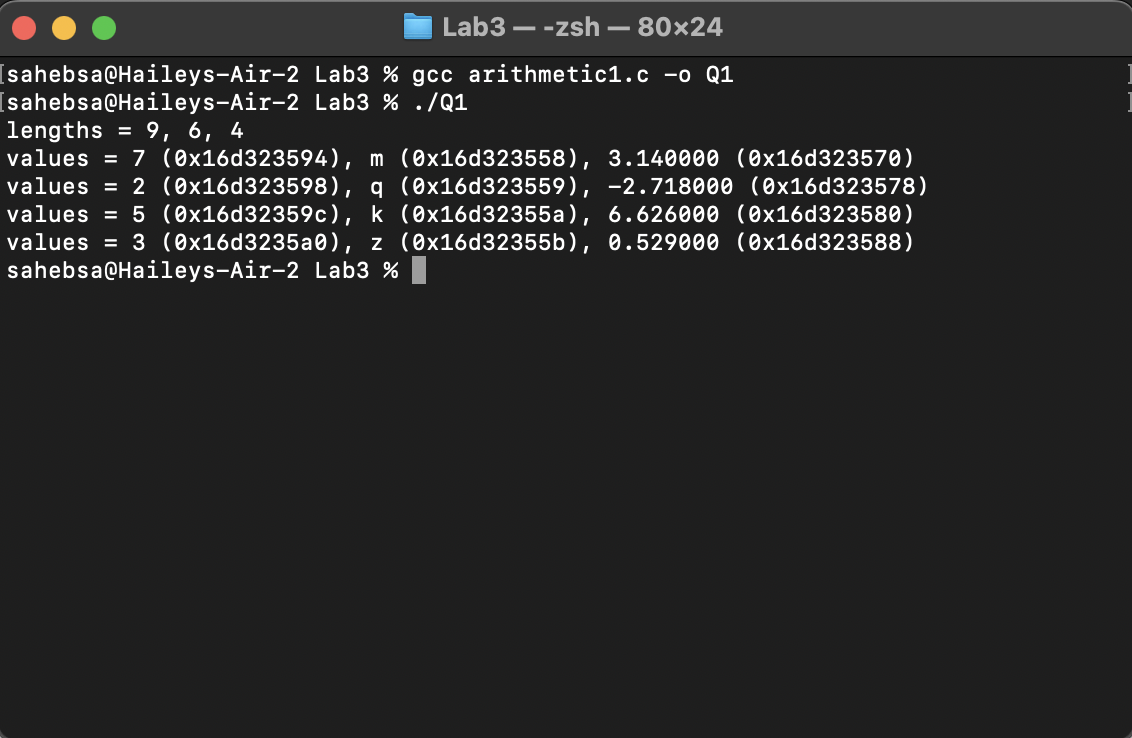 Lab3 — -zsh — 80×24
[sahebsa@Haileys-Air-2 Lab3 % gcc arithmetic1.c -o Q1 ]
[sahebsa@Haileys-Air-2 Lab3 % ./Q1 ]
lengths = 9, 6, 4
values = 7 (0x16d323594), m (0x16d323558), 3.140000 (0x16d323570)
values = 2 (0x16d323598), q (0x16d323559), -2.718000 (0x16d323578)
values = 5 (0x16d32359c), k (0x16d32355a), 6.626000 (0x16d323580)
values = 3 (0x16d3235a0), z (0x16d32355b), 0.529000 (0x16d323588)
sahebsa@Haileys-Air-2 Lab3 %